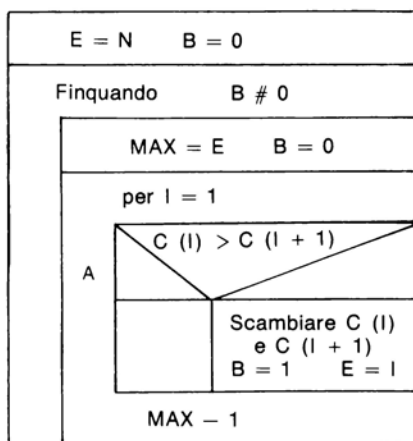 E = N B = 0
Finquando B # 0
MAX = E B = 0
per I = 1
C (I) > C (I + 1)
A
Scambiare C (I)
e C (I + 1)
B = 1 E = I
MAX − 1